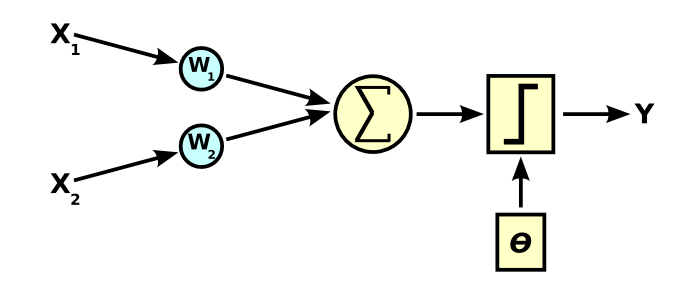 X₁
W₁
W₂
X₂
Σ
Y
ɵ